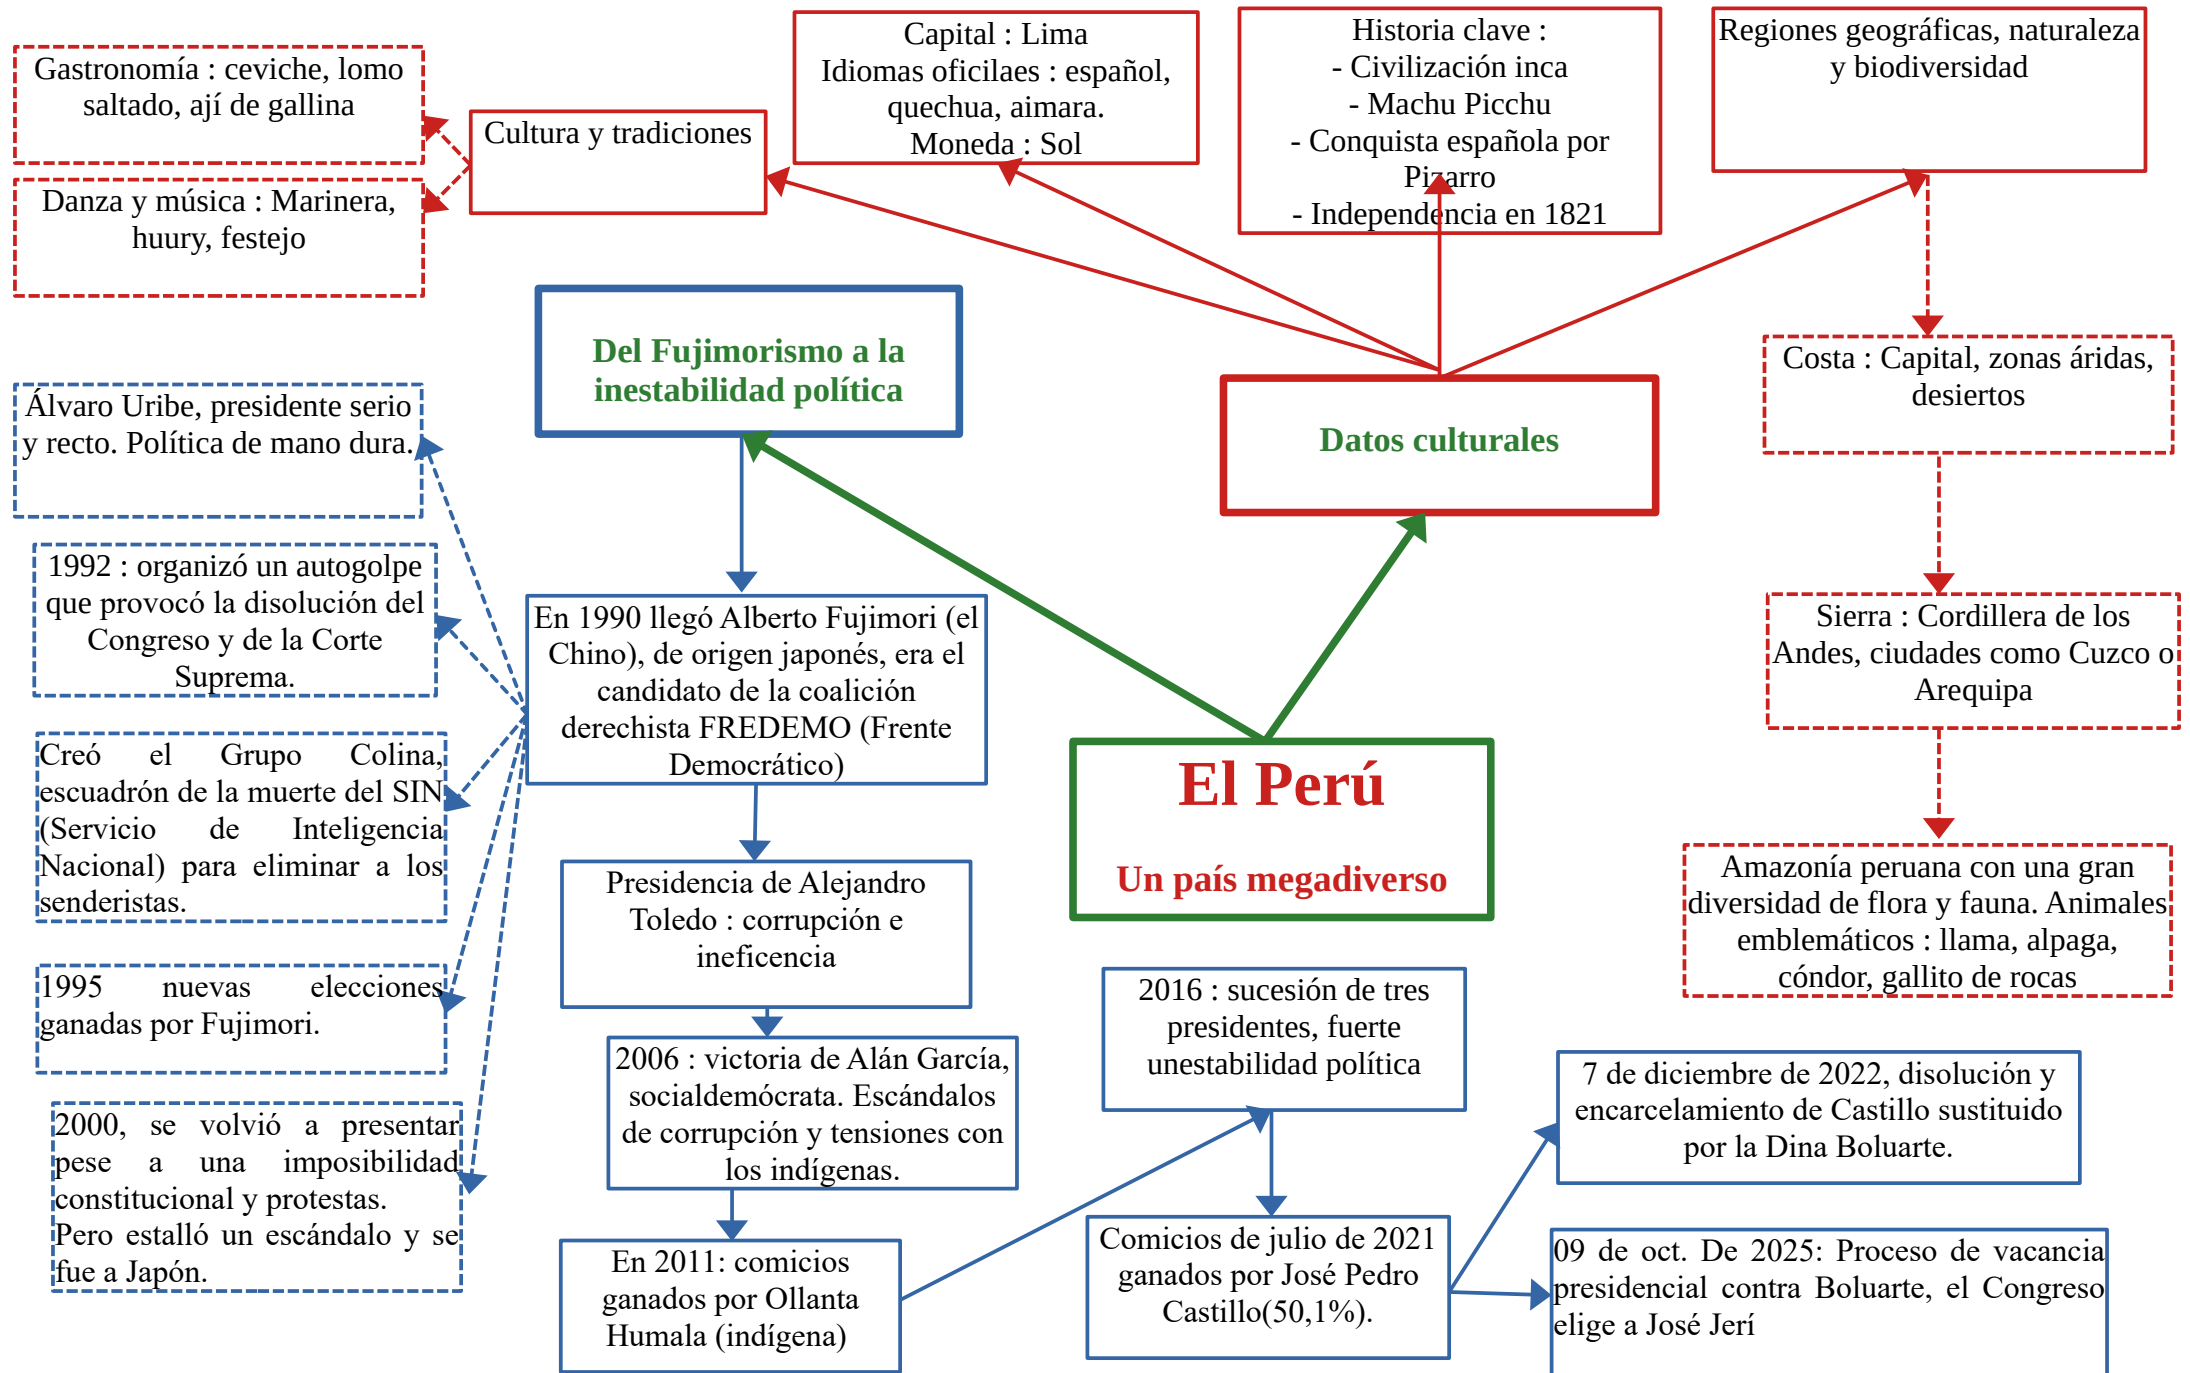 Capital : Lima
Idiomas oficilaes : español,
quechua, aimara.
Moneda : Sol
Historia clave :
- Civilización inca
- Machu Picchu
- Conquista española por
Pizarro
- Independencia en 1821
Regiones geográficas, naturaleza
y biodiversidad
Gastronomía : ceviche, lomo
saltado, ají de gallina
Cultura y tradiciones
Danza y música : Marinera,
huury, festejo
Del Fujimorismo a la
inestabilidad política
Datos culturales
Costa : Capital, zonas áridas,
desiertos
Álvaro Uribe, presidente serio
y recto. Política de mano dura.
1992 : organizó un autogolpe
que provocó la disolución del
Congreso y de la Corte
Suprema.
En 1990 llegó Alberto Fujimori (el
Chino), de origen japonés, era el
candidato de la coalición
derechista FREDEMO (Frente
Democrático)
Sierra : Cordillera de los
Andes, ciudades como Cuzco o
Arequipa
Creó el Grupo Colina,
escuadrón de la muerte del SIN
(Servicio de Inteligencia
Nacional) para eliminar a los
senderistas.
El Perú
Un país megadiverso
Amazonía peruana con una gran
diversidad de flora y fauna. Animales
emblemáticos : llama, alpaga,
cóndor, gallito de rocas
Presidencia de Alejandro
Toledo : corrupción e
ineficencia
1995 nuevas elecciones
ganadas por Fujimori.
2016 : sucesión de tres
presidentes, fuerte
unestabilidad política
2006 : victoria de Alán García,
socialdemócrata. Escándalos
de corrupción y tensiones con
los indígenas.
7 de diciembre de 2022, disolución y
encarcelamiento de Castillo sustituido
por la Dina Boluarte.
2000, se volvió a presentar
pese a una imposibilidad
constitucional y protestas.
Pero estalló un escándalo y se
fue a Japón.
En 2011: comicios
ganados por Ollanta
Humala (indígena)
Comicios de julio de 2021
ganados por José Pedro
Castillo(50,1%).
09 de oct. De 2025: Proceso de vacancia
presidencial contra Boluarte, el Congreso
elige a José Jerí